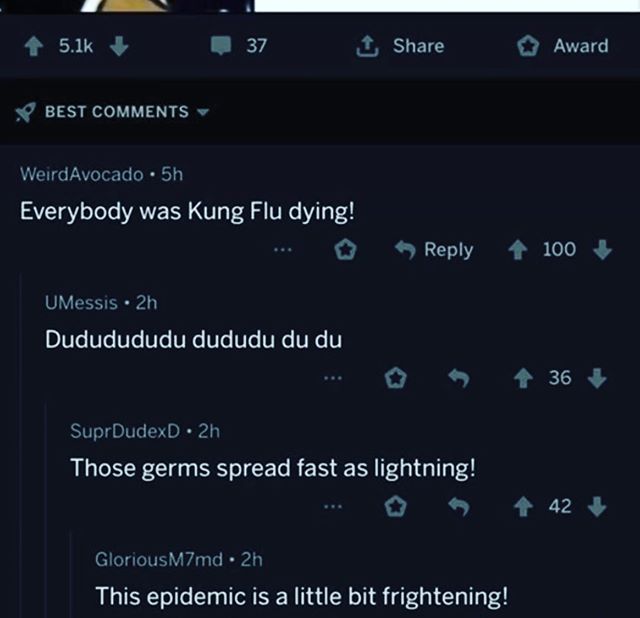 5.1k 37 Share Award
BEST COMMENTS
WeirdAvocado • 5h
Everybody was Kung Flu dying!
... Reply 100
UMessis • 2h
Dududududu dududu du du
... 36
SuprDudexD • 2h
Those germs spread fast as lightning!
... 42
GloriousM7md • 2h
This epidemic is a little bit frightening!